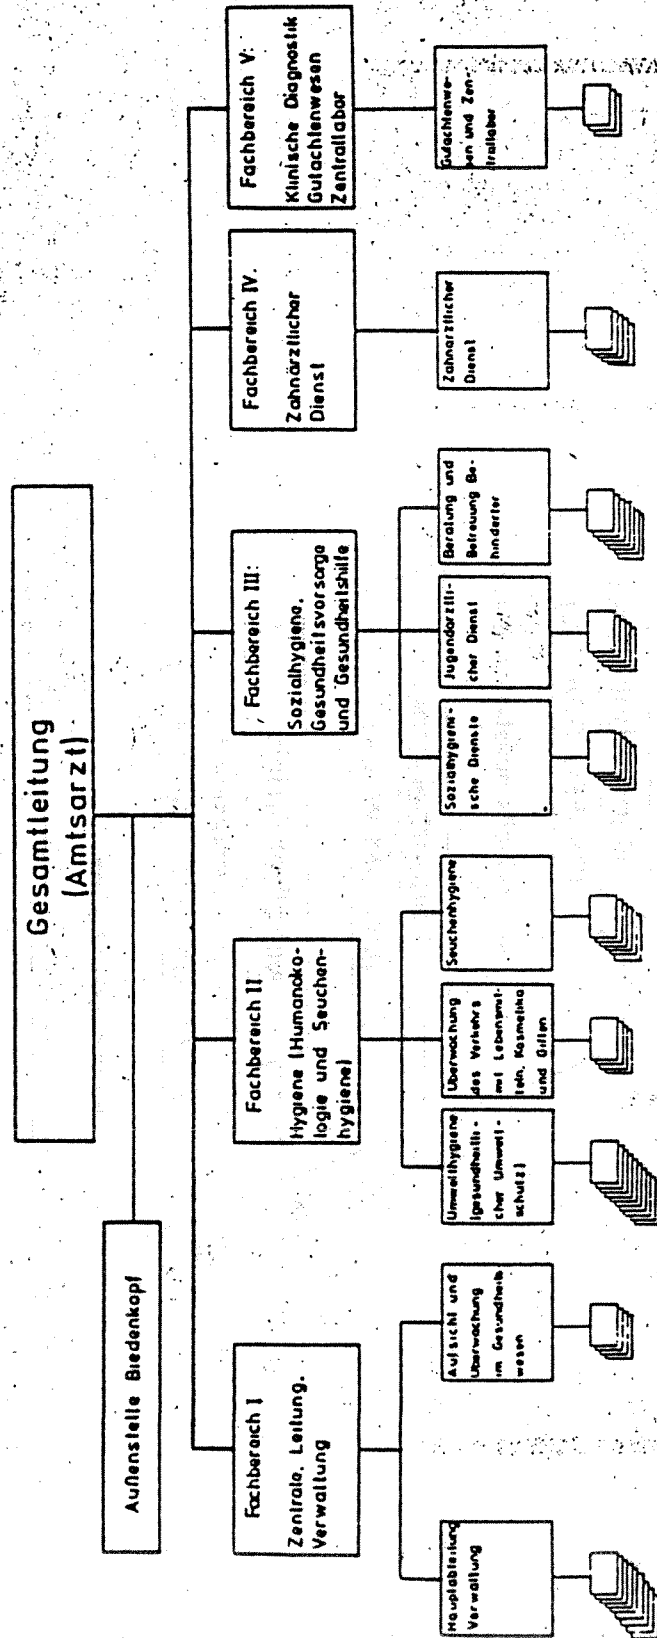 Gesamtleitung
(Amtsarzt)
Außenstelle Biedenkopf
Fachbereich I
Zentrale, Leitung,
Verwaltung
Fachbereich II
Hygiene (Humanöko-
logie und Seuchen-
hygiene)
Fachbereich III:
Sozialhygiene,
Gesundheitsvorsorge
und Gesundheitshilfe
Fachbereich IV.
Zahnärztlicher
Dienst
Fachbereich V:
Klinische Diagnostik
Gutachtenwesen
Zentrallabor
Hauptabteilung
Verwaltung
Aufsicht und
Überwachung
im Gesundheits
wesen
Umwelthygiene
(gesundheitli-
cher Umwelt-
schutz)
Überwachung
des Verkehrs
mit Lebensmit-
teln, Kosmetika
und Giften
Seuchenhygiene
Sozialhygieni-
sche Dienste
Jugendärztli-
cher Dienst
Beratung und
Betreuung Be-
hinderter
Zahnärztlicher
Dienst
Gutachtenwe-
sen und Zen-
trallabor